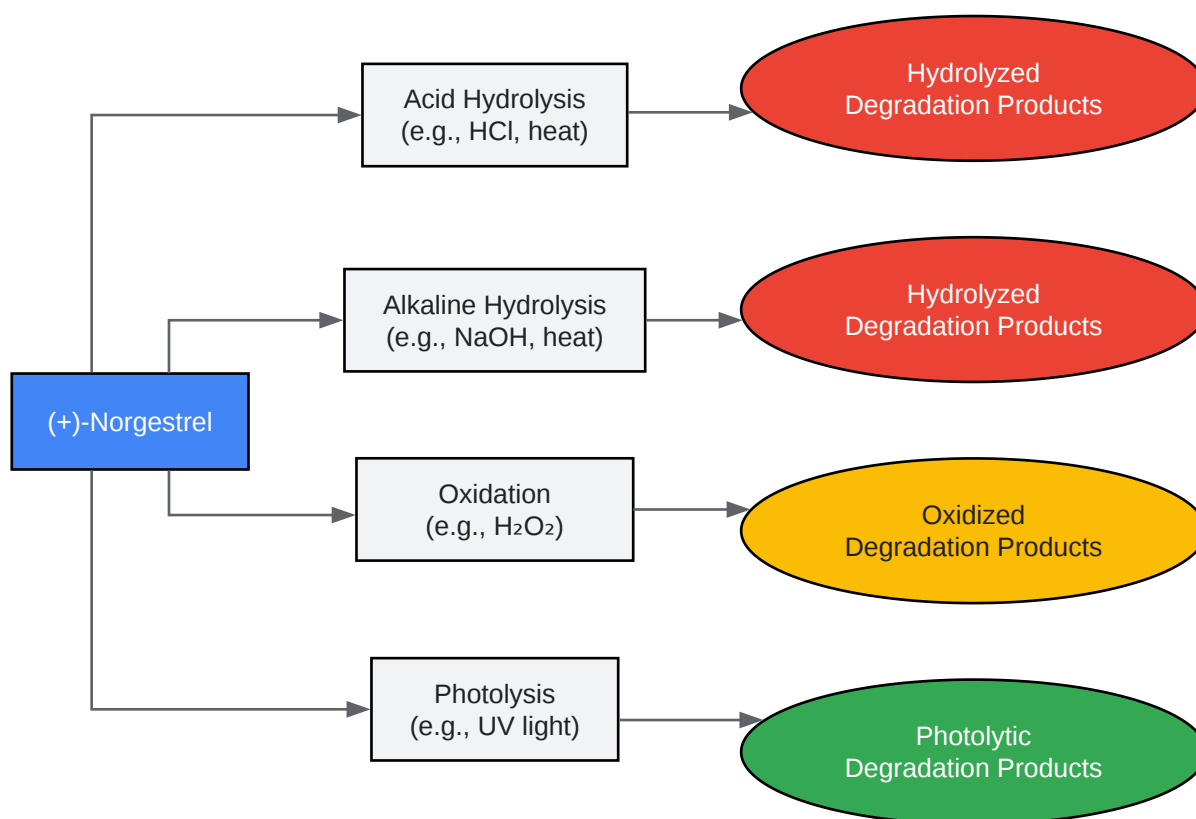 Acid Hydrolysis
(e.g., HCl, heat)
Hydrolyzed
Degradation Products
Alkaline Hydrolysis
(e.g., NaOH, heat)
Hydrolyzed
Degradation Products
(+)-Norgestrel
Oxidation
(e.g., H₂O₂)
Oxidized
Degradation Products
Photolysis
(e.g., UV light)
Photolytic
Degradation Products